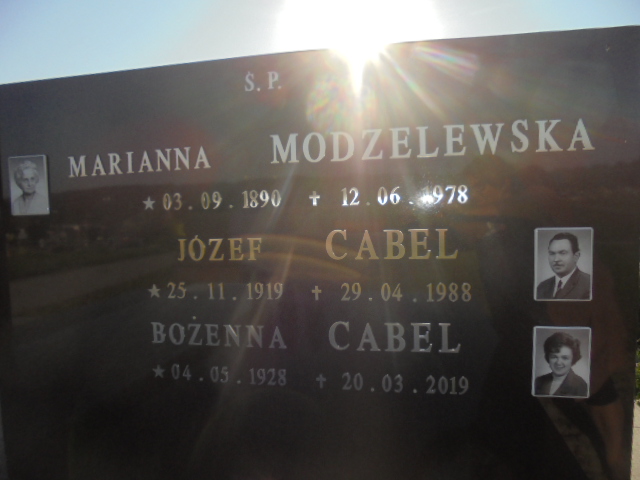 Ś.P.
MARIANNA MODZELEWSKA
★ 03.09.1890 ✝ 12.06.1978
JÓZEF CABEL
★ 25.11.1919 ✝ 29.04.1988
BOŻENNA CABEL
★ 04.05.1928 ✝ 20.03.2019